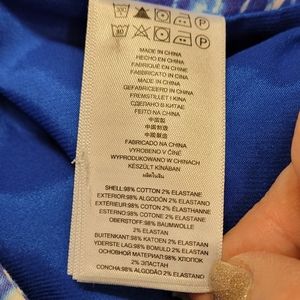 MADE IN CHINA
HECHO EN CHINA
FABRIQUÉ EN CHINE
FABBRICATO IN CINA
MADE IN CHINA
GEFABRICEERD IN CHINA
FREMSTILLET I KINA
СДЕЛАНО В КИТАЕ
FEITO NA CHINA
中国製
中國製造
中国制造
FABRICADO NA CHINA
VYROBENO V ČÍNĚ
WYPRODUKOWANO W CHINACH
KÉSZÜLT KÍNÁBAN
SHELL:98% COTTON 2% ELASTANE
EXTERIOR:98% ALGODÓN 2% ELASTANO
EXTÉRIEUR:98% COTON 2% ÉLASTHANNE
ESTERNO:98% COTONE 2% ELASTAN
OBERSTOFF:98% BAUMWOLLE
2% ELASTAN
BUITENKANT:98% KATOEN 2% ELASTAAN
YDERSTE LAG:98% BOMULD 2% ELASTAN
ОСНОВНОЙ МАТЕРИАЛ:98% ХЛОПОК
2% ЭЛАСТАН
CONCHA:98% ALGODÃO 2% ELASTANO